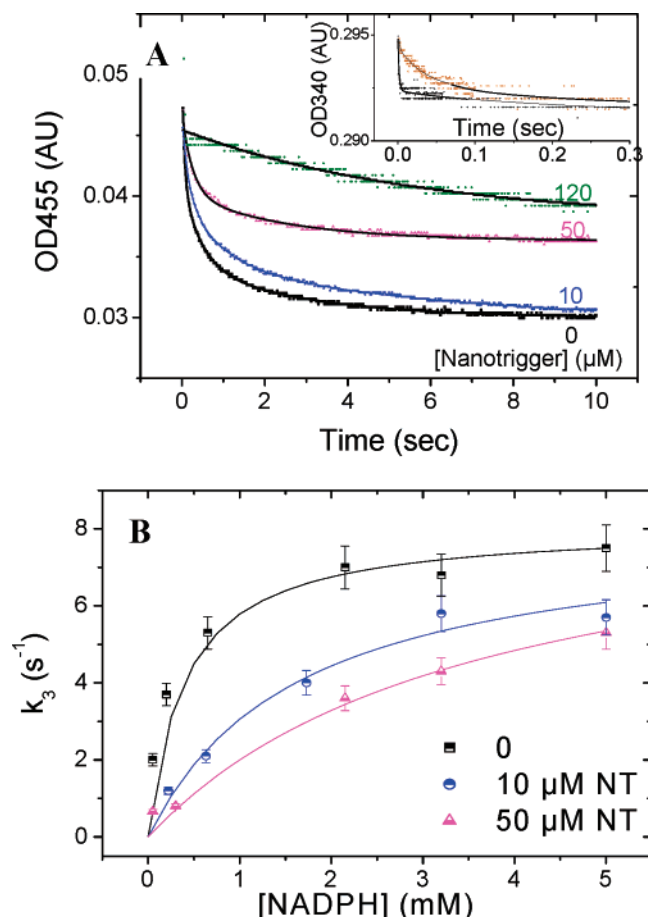 A
0.05
0.04
0.03
OD455 (AU)
0.295
0.290
OD340 (AU)
Time (sec)
0.0 0.1 0.2 0.3
120
50
10
0
[Nanotrigger] (µM)
0 2 4 6 8 10
Time (sec)
B
8
6
4
2
0
k3 (s-1)
0
10 µM NT
50 µM NT
0 1 2 3 4 5
[NADPH] (mM)